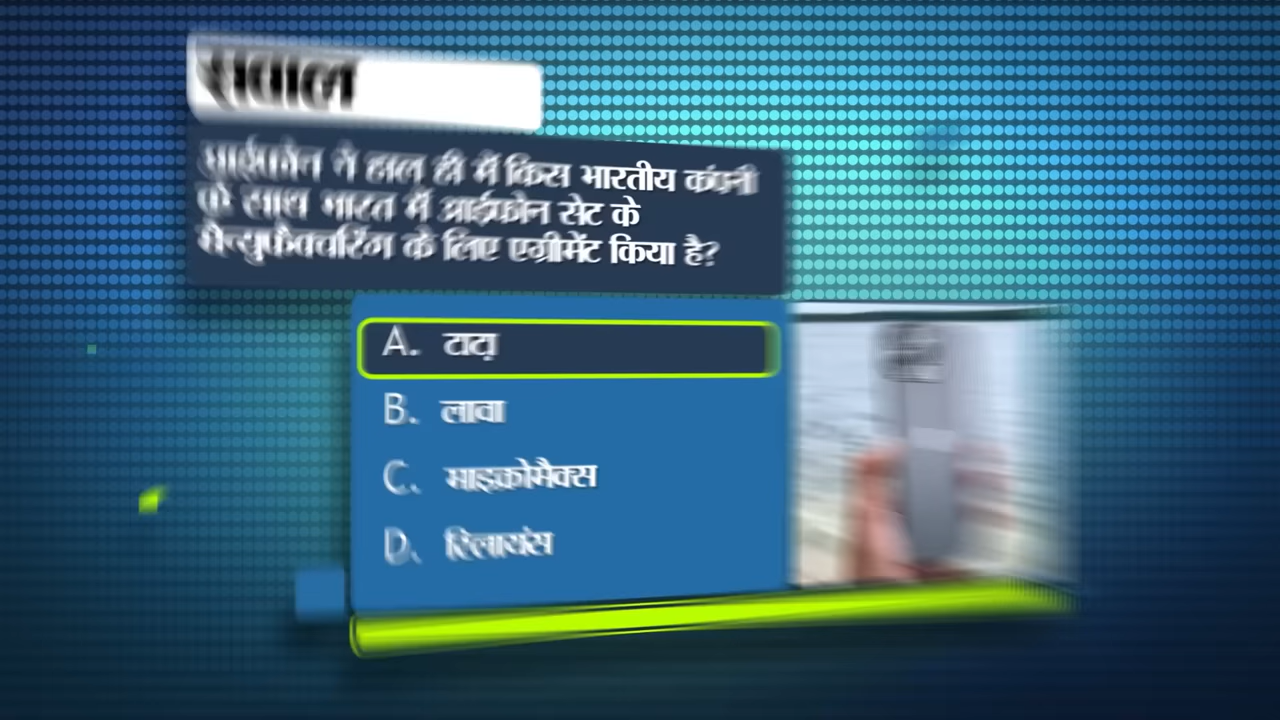 सवाल
आईफोन ने हाल ही में किस भारतीय कंपनी
के साथ भारत में आईफोन सेट के
मैन्युफैक्चरिंग के लिए एग्रीमेंट किया है?
A. टाटा
B. लावा
C. माइक्रोमैक्स
D. रिलायंस